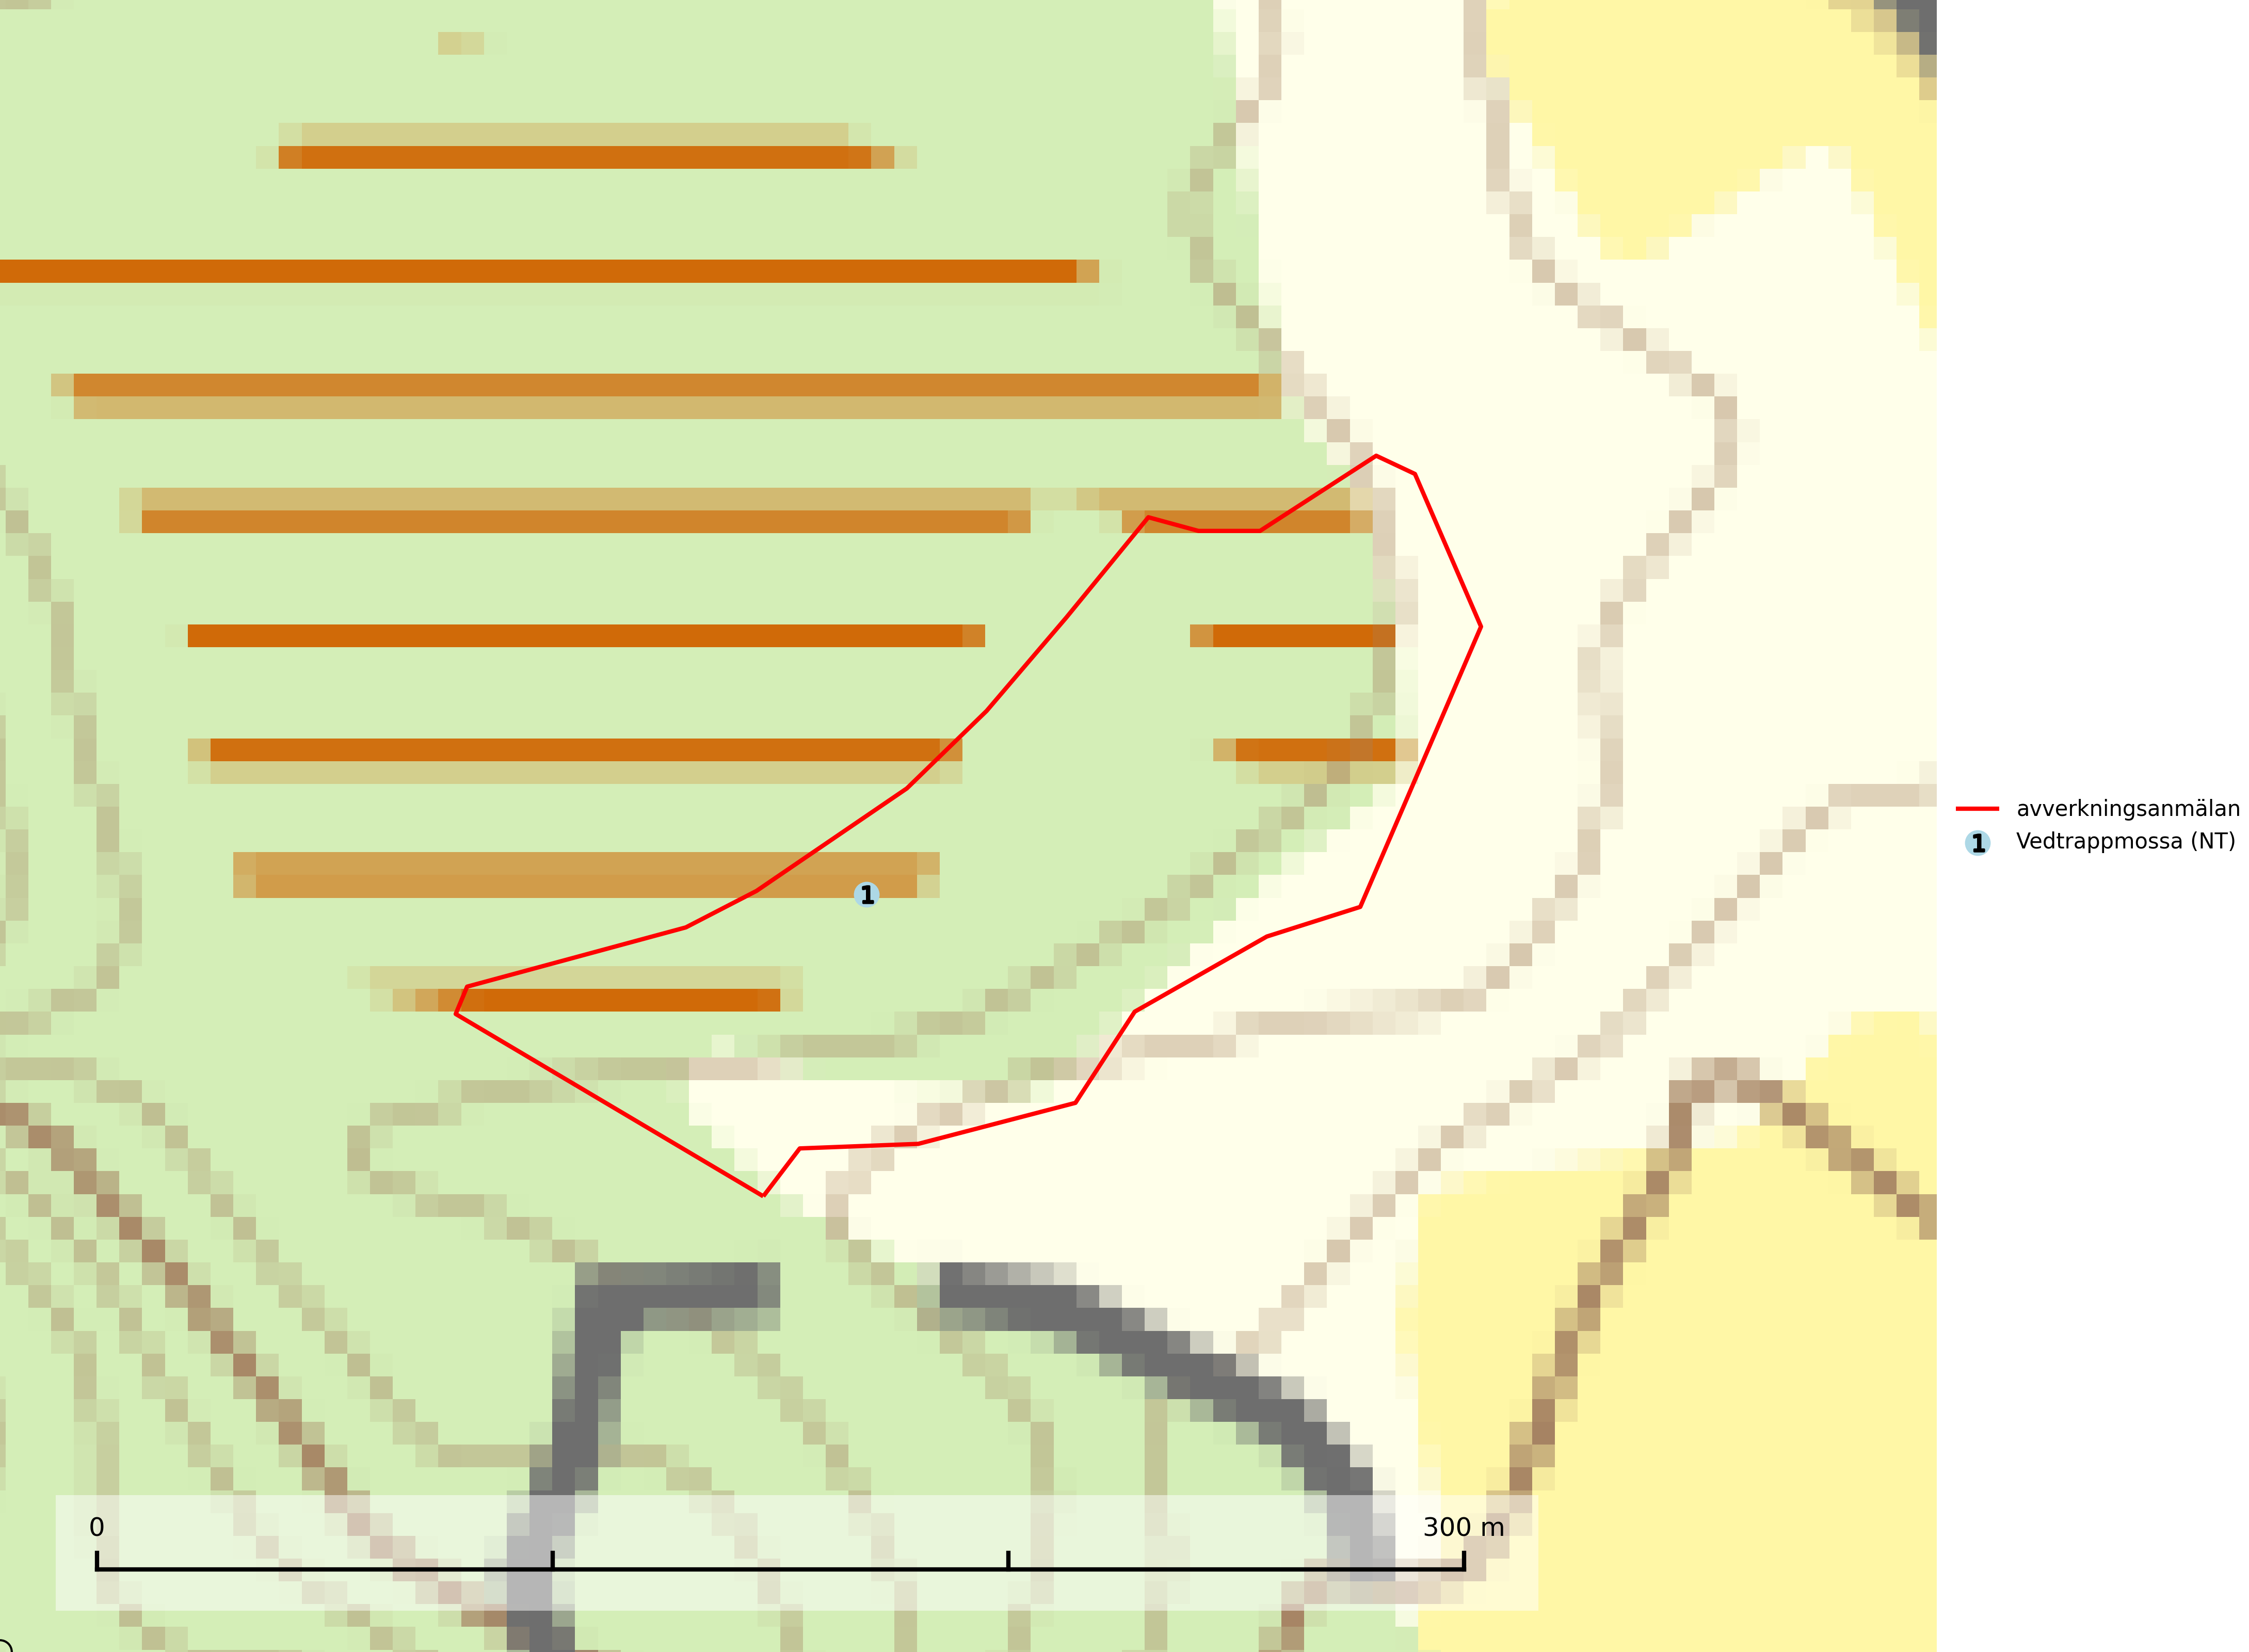 avverkningsanmälan
1 Vedtrappmossa (NT)
1
0 300 m